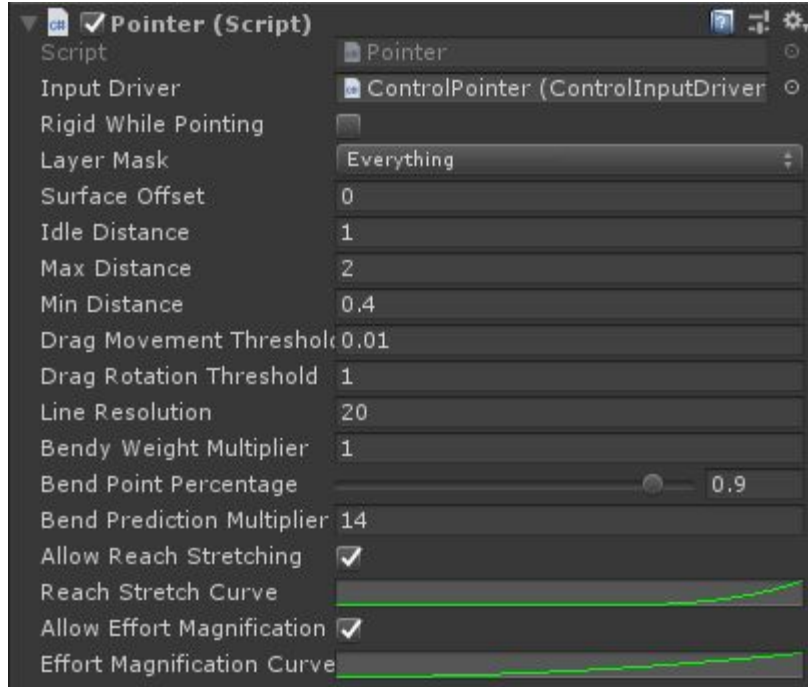 Pointer (Script)
Script Pointer
Input Driver ControlPointer (ControlInputDriver
Rigid While Pointing
Layer Mask Everything
Surface Offset 0
Idle Distance 1
Max Distance 2
Min Distance 0.4
Drag Movement Threshol 0.01
Drag Rotation Threshold 1
Line Resolution 20
Bendy Weight Multiplier 1
Bend Point Percentage 0.9
Bend Prediction Multiplier 14
Allow Reach Stretching
Reach Stretch Curve
Allow Effort Magnification
Effort Magnification Curve